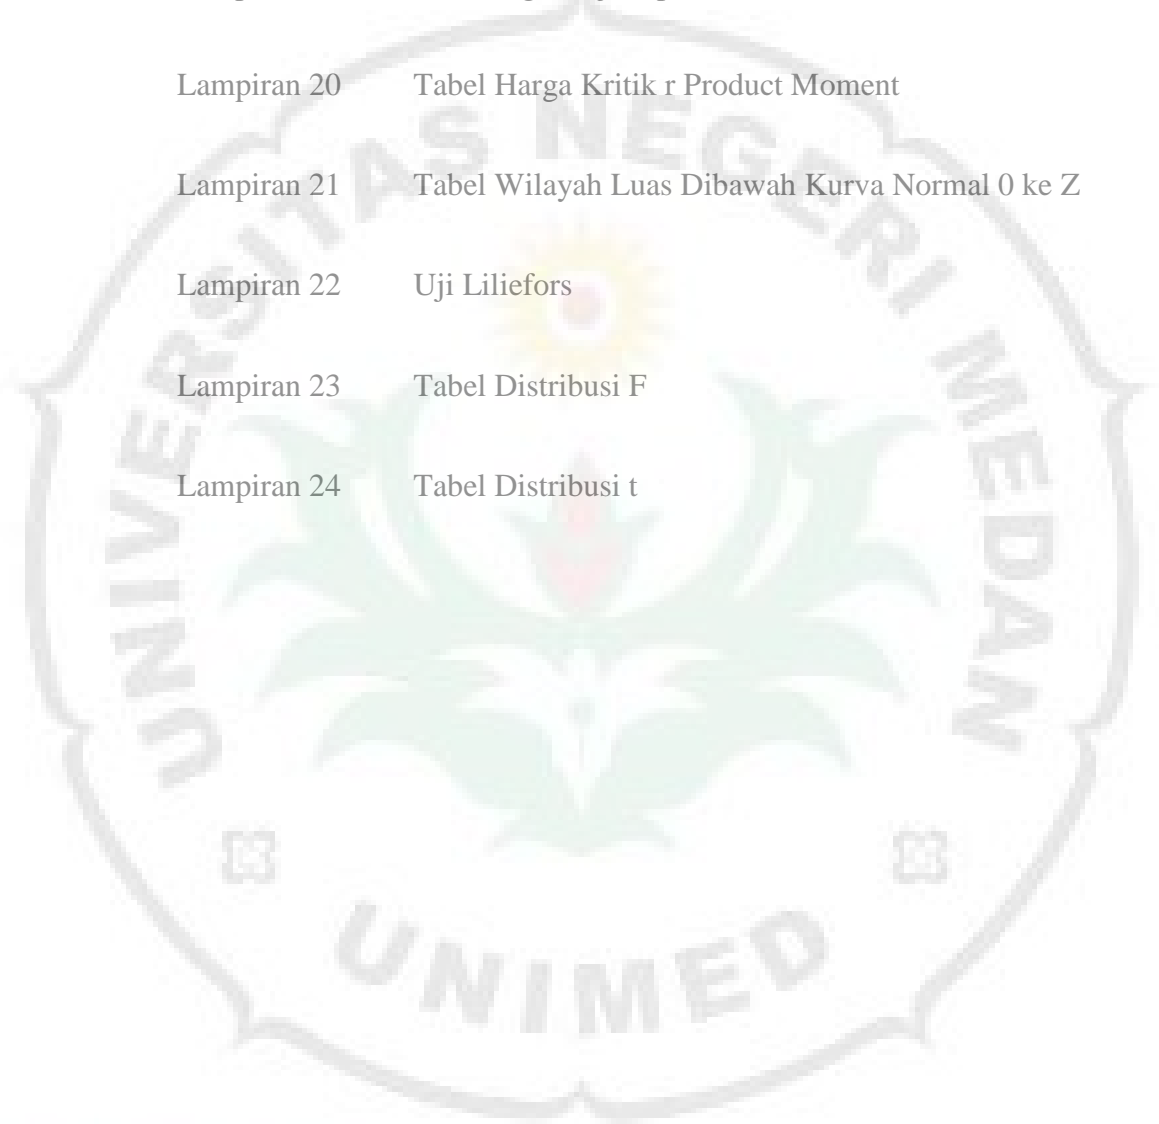 Lampiran 20 Tabel Harga Kritik r Product Moment
Lampiran 21 Tabel Wilayah Luas Dibawah Kurva Normal 0 ke Z
Lampiran 22 Uji Liliefors
Lampiran 23 Tabel Distribusi F
Lampiran 24 Tabel Distribusi t
UNIVERSITAS NEGERI MEDAN
UNIMED